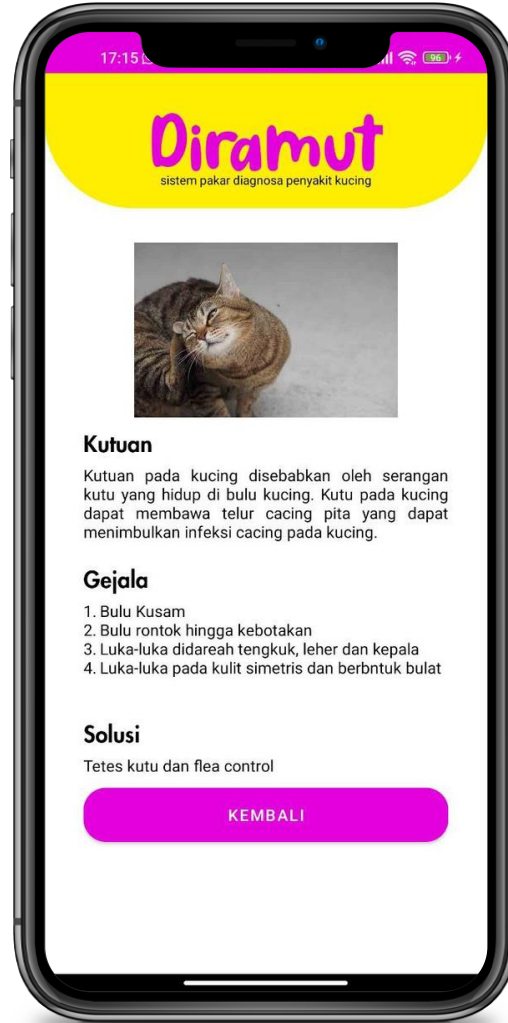 17:15
96
Diramut
sistem pakar diagnosa penyakit kucing
Kutuan
Kutuan pada kucing disebabkan oleh serangan
kutu yang hidup di bulu kucing. Kutu pada kucing
dapat membawa telur cacing pita yang dapat
menimbulkan infeksi cacing pada kucing.
Gejala
1. Bulu Kusam
2. Bulu rontok hingga kebotakan
3. Luka-luka didareah tengkuk, leher dan kepala
4. Luka-luka pada kulit simetris dan berbntuk bulat
Solusi
Tetes kutu dan flea control
KEMBALI